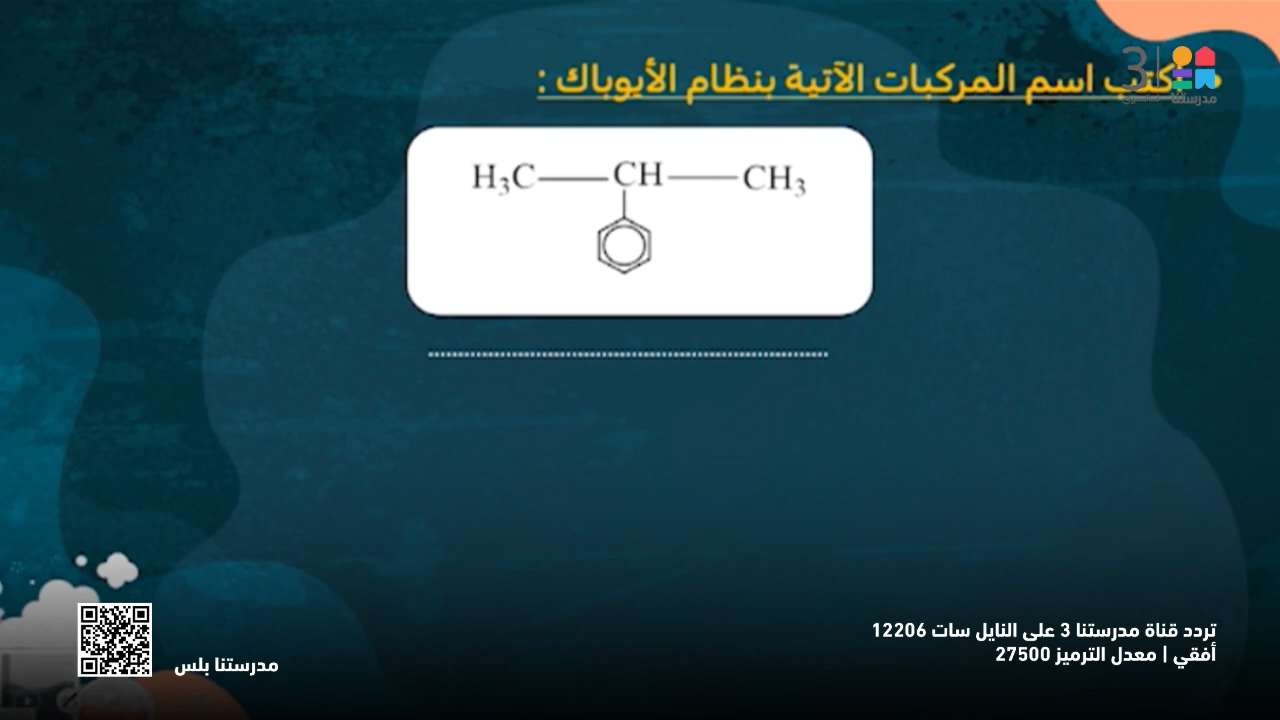 اكتب اسم المركبات الآتية بنظام الأيوباك :
3
مدرستنا
H₃C—CH—CH₃
تردد قناة مدرستنا 3 على النايل سات 12206
أفقي | معدل الترميز 27500
مدرستنا بلس